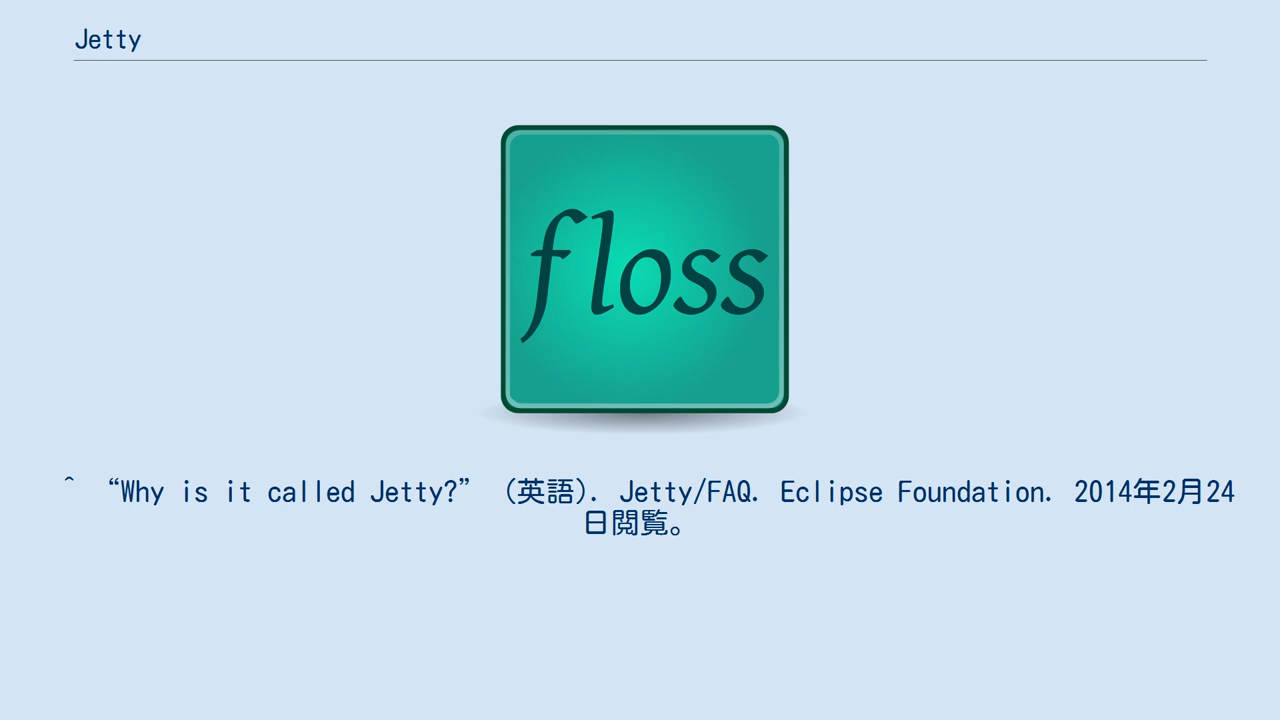 Jetty
floss
^ “Why is it called Jetty?” (英語). Jetty/FAQ. Eclipse Foundation. 2014年2月24
日閲覧。